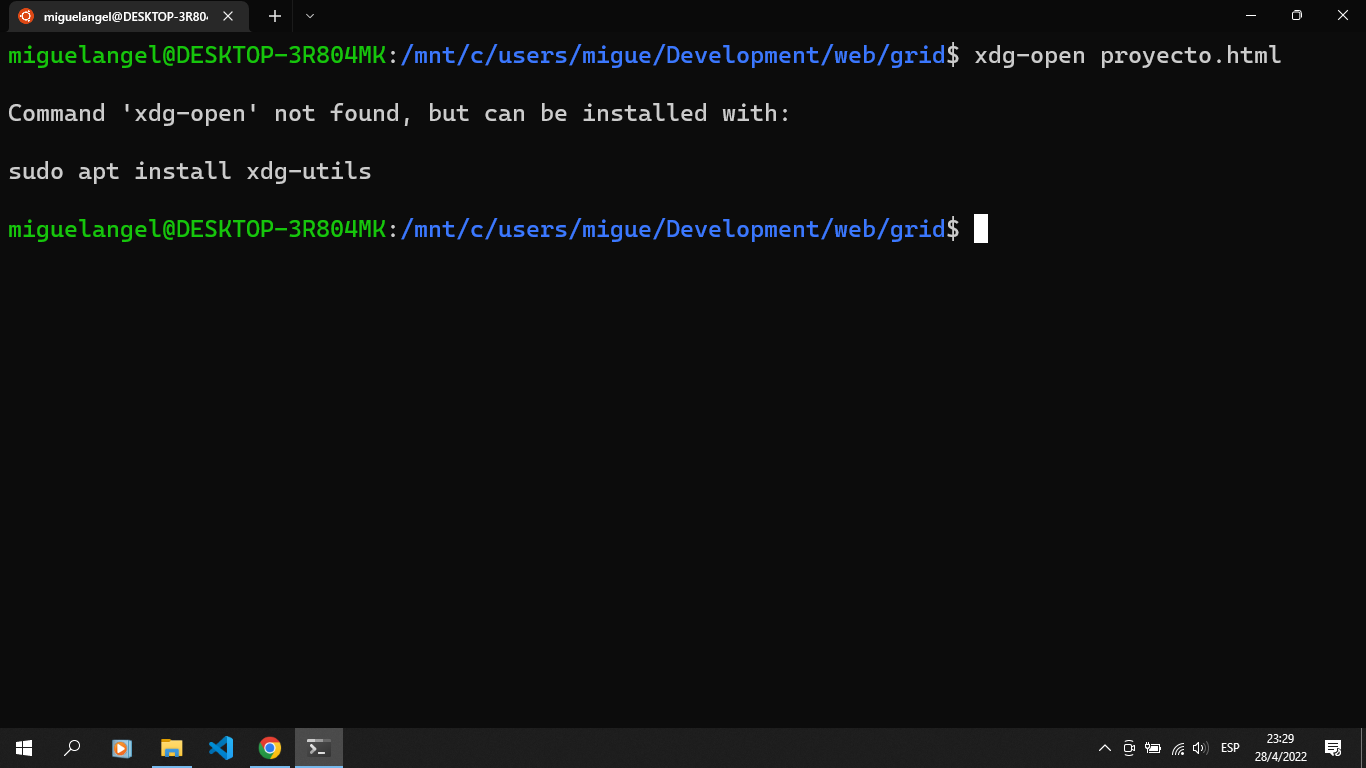 miguelangel@DESKTOP-3R804
miguelangel@DESKTOP-3R804MK:/mnt/c/users/migue/Development/web/grid$ xdg-open proyecto.html
Command 'xdg-open' not found, but can be installed with:
sudo apt install xdg-utils
miguelangel@DESKTOP-3R804MK:/mnt/c/users/migue/Development/web/grid$
ESP
23:29
28/4/2022